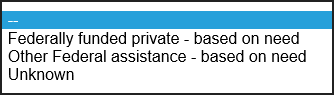 --
Federally funded private - based on need
Other Federal assistance - based on need
Unknown